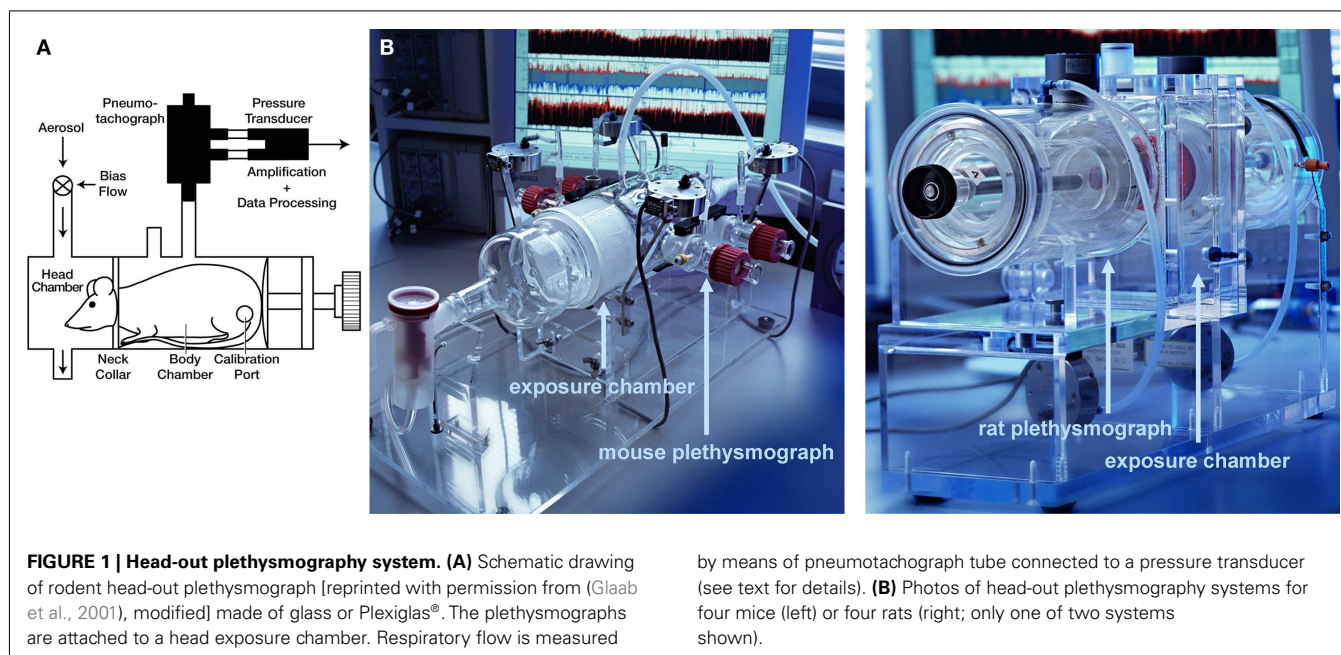 A
Pneumo-
tachograph
Pressure
Transducer
Aerosol
Bias
Flow
Amplification
+
Data Processing
Head
Chamber
Neck
Collar
Body
Chamber
Calibration
Port
B
exposure chamber
mouse plethysmograph
rat plethysmograph
exposure chamber
FIGURE 1 | Head-out plethysmography system. (A) Schematic drawing
of rodent head-out plethysmograph [reprinted with permission from (Glaab
et al., 2001), modified] made of glass or Plexiglas®. The plethysmographs
are attached to a head exposure chamber. Respiratory flow is measured
by means of pneumotachograph tube connected to a pressure transducer
(see text for details). (B) Photos of head-out plethysmography systems for
four mice (left) or four rats (right; only one of two systems
shown).